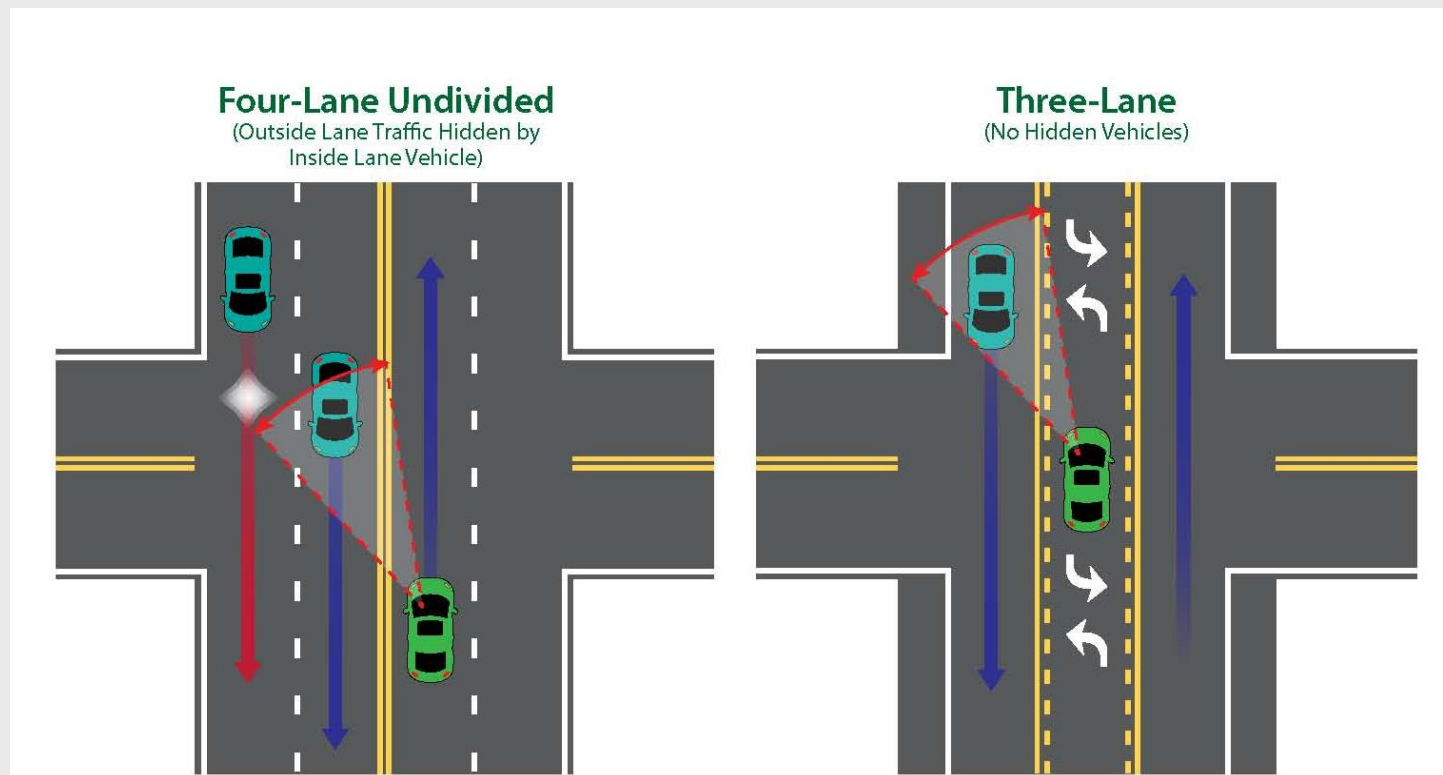 Four-Lane Undivided
(Outside Lane Traffic Hidden by
Inside Lane Vehicle)
Three-Lane
(No Hidden Vehicles)